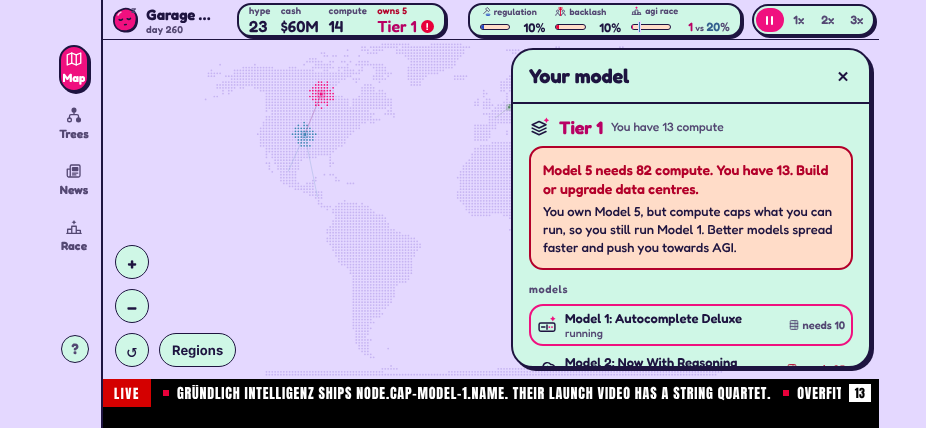 Garage ...
day 260
hype
23
cash
$60M
compute
14
owns 5
Tier 1 !
regulation
10%
backlash
10%
agi race
1 vs 20%
1x
2x
3x
Map
Trees
News
Race
?
+
−
↺
Regions
Your model
×
Tier 1 You have 13 compute
Model 5 needs 82 compute. You have 13. Build
or upgrade data centres.
You own Model 5, but compute caps what you can
run, so you still run Model 1. Better models spread
faster and push you towards AGI.
models
Model 1: Autocomplete Deluxe
running
needs 10
Model 2: Now With Reasoning
LIVE
GRÜNDLICH INTELLIGENZ SHIPS NODE.CAP-MODEL-1.NAME. THEIR LAUNCH VIDEO HAS A STRING QUARTET.
OVERFIT
13